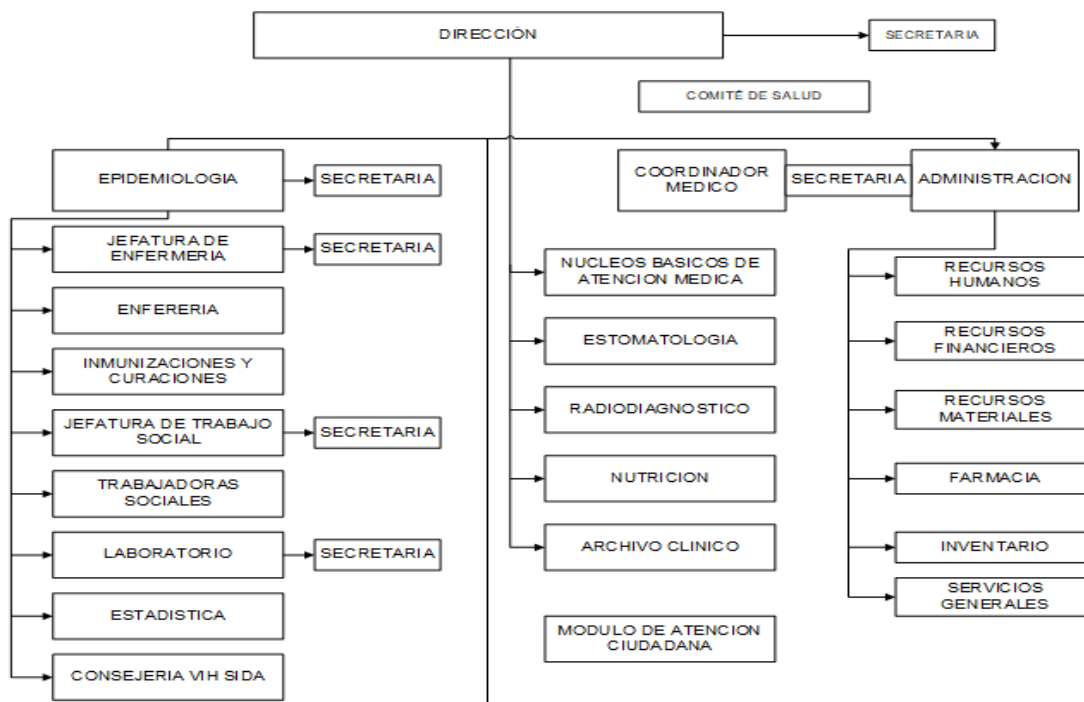 DIRECCIÓN
SECRETARIA
COMITÉ DE SALUD
EPIDEMIOLOGIA
SECRETARIA
COORDINADOR
MEDICO
SECRETARIA
ADMINISTRACION
JEFATURA DE
ENFERMERIA
SECRETARIA
ENFERERIA
INMUNIZACIONES Y
CURACIONES
JEFATURA DE TRABAJO
SOCIAL
SECRETARIA
TRABAJADORAS
SOCIALES
LABORATORIO
SECRETARIA
ESTADISTICA
CONSEJERIA VIH SIDA
NUCLEOS BASICOS DE
ATENCION MEDICA
ESTOMATOLOGIA
RADIODIAGNOSTICO
NUTRICION
ARCHIVO CLINICO
MODULO DE ATENCION
CIUDADANA
RECURSOS
HUMANOS
RECURSOS
FINANCIEROS
RECURSOS
MATERIALES
FARMACIA
INVENTARIO
SERVICIOS
GENERALES